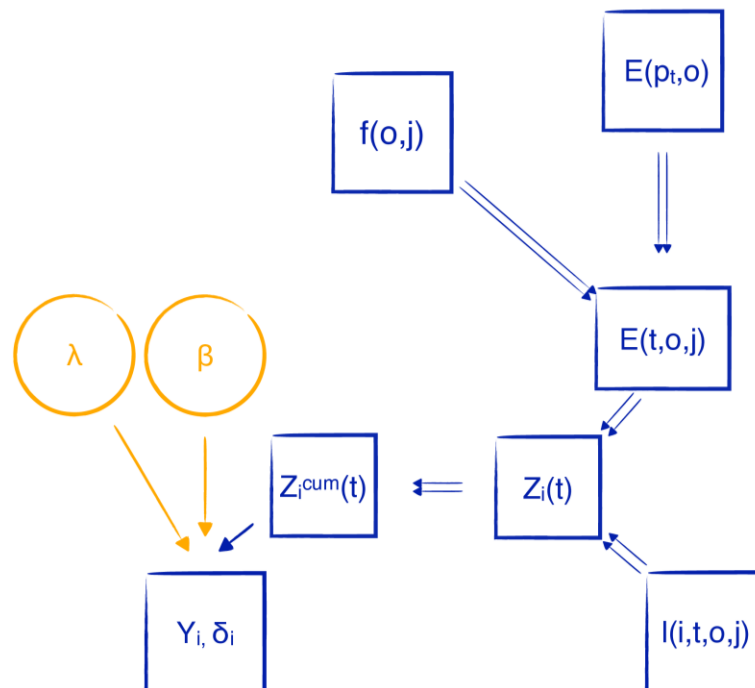 E(pₜ,o)
f(o,j)
E(t,o,j)
λ
β
Zᵢᶜᵘᵐ(t)
Zᵢ(t)
Yᵢ, δᵢ
I(i,t,o,j)